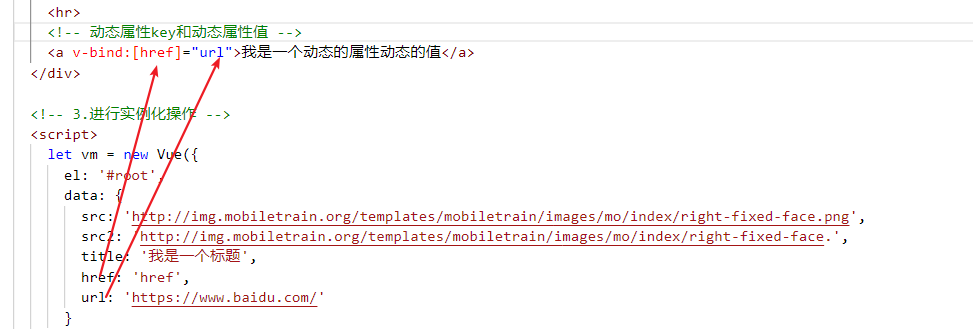 <hr>
<!-- 动态属性key和动态属性值 -->
<a v-bind:[href]="url">我是一个动态的属性动态的值</a>
</div>
<!-- 3.进行实例化操作 -->
<script>
let vm = new Vue({
el: '#root',
data: {
src: 'http://img.mobiletrain.org/templates/mobiletrain/images/mo/index/right-fixed-face.png',
src2: 'http://img.mobiletrain.org/templates/mobiletrain/images/mo/index/right-fixed-face.',
title: '我是一个标题',
href: 'href',
url: 'https://www.baidu.com/'
}